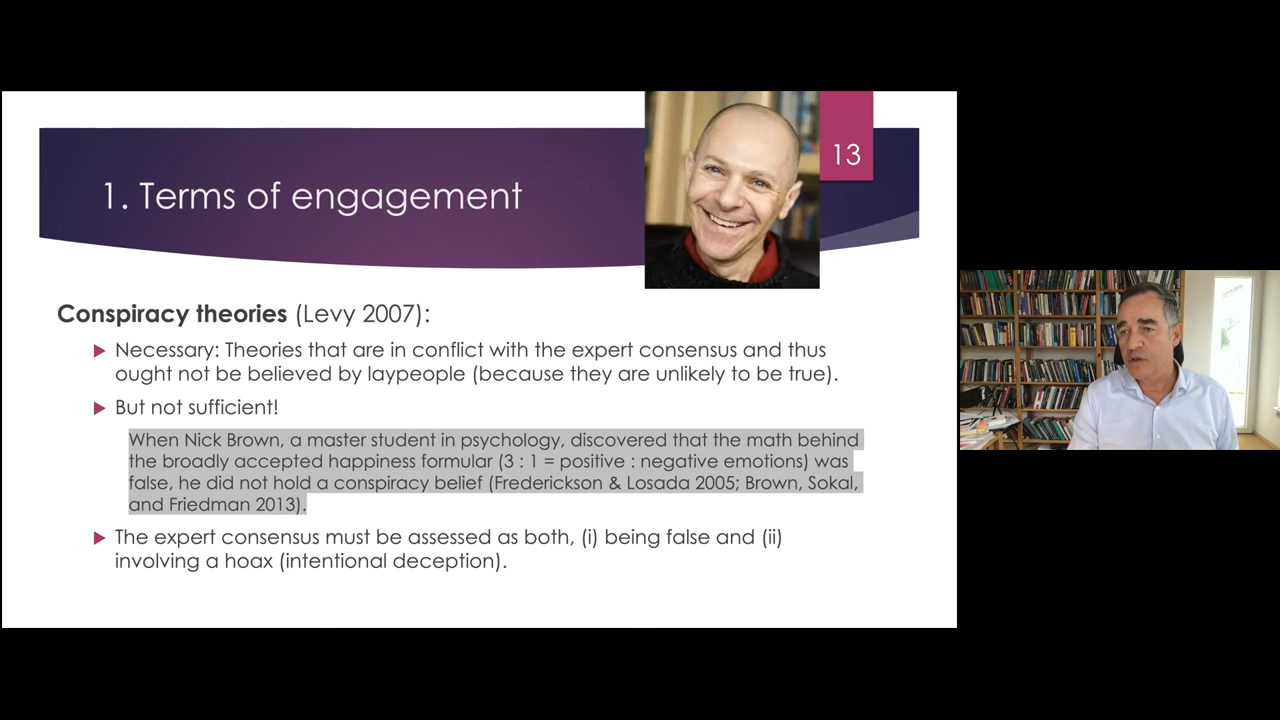 13
1. Terms of engagement
Conspiracy theories (Levy 2007):
Necessary: Theories that are in conflict with the expert consensus and thus
ought not be believed by laypeople (because they are unlikely to be true).
But not sufficient!
When Nick Brown, a master student in psychology, discovered that the math behind
the broadly accepted happiness formular (3 : 1 = positive : negative emotions) was
false, he did not hold a conspiracy belief (Frederickson & Losada 2005; Brown, Sokal,
and Friedman 2013).
The expert consensus must be assessed as both, (i) being false and (ii)
involving a hoax (intentional deception).